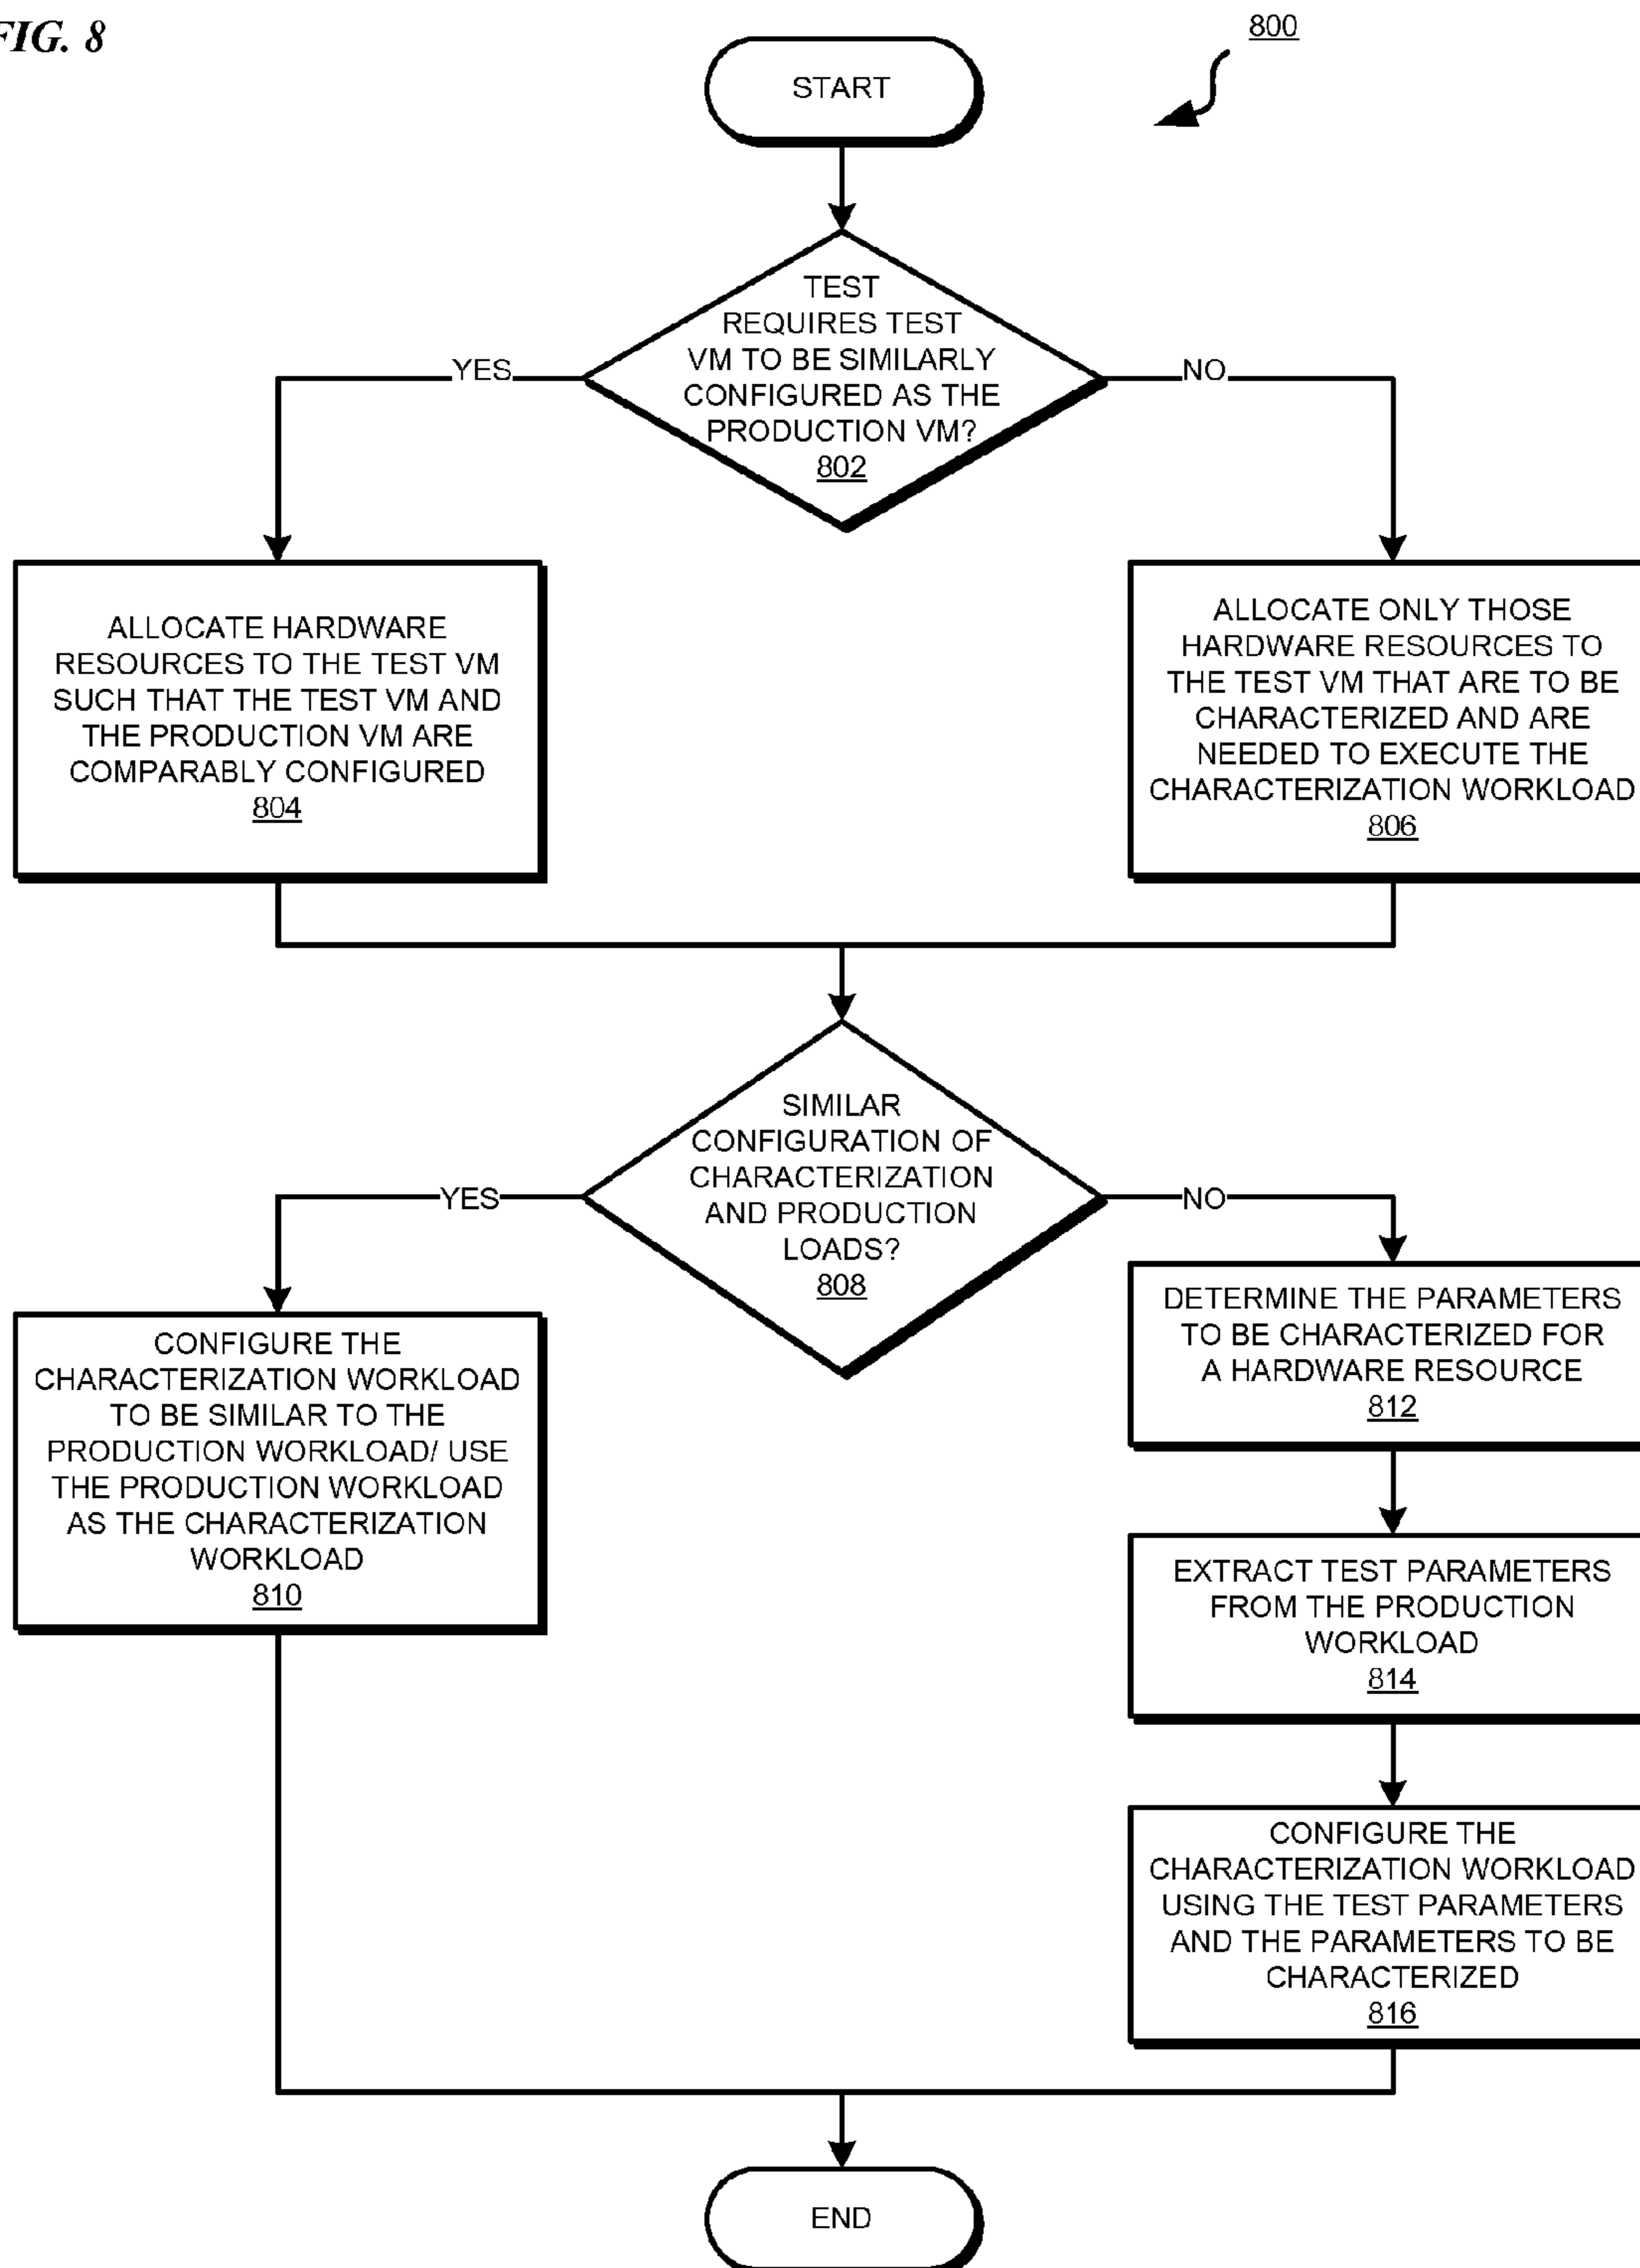 FIG. 8
800
START
TEST
REQUIRES TEST
VM TO BE SIMILARLY
CONFIGURED AS THE
PRODUCTION VM?
802
YES
NO
ALLOCATE HARDWARE
RESOURCES TO THE TEST VM
SUCH THAT THE TEST VM AND
THE PRODUCTION VM ARE
COMPARABLY CONFIGURED
804
ALLOCATE ONLY THOSE
HARDWARE RESOURCES TO
THE TEST VM THAT ARE TO BE
CHARACTERIZED AND ARE
NEEDED TO EXECUTE THE
CHARACTERIZATION WORKLOAD
806
SIMILAR
CONFIGURATION OF
CHARACTERIZATION
AND PRODUCTION
LOADS?
808
YES
NO
CONFIGURE THE
CHARACTERIZATION WORKLOAD
TO BE SIMILAR TO THE
PRODUCTION WORKLOAD/ USE
THE PRODUCTION WORKLOAD
AS THE CHARACTERIZATION
WORKLOAD
810
DETERMINE THE PARAMETERS
TO BE CHARACTERIZED FOR
A HARDWARE RESOURCE
812
EXTRACT TEST PARAMETERS
FROM THE PRODUCTION
WORKLOAD
814
CONFIGURE THE
CHARACTERIZATION WORKLOAD
USING THE TEST PARAMETERS
AND THE PARAMETERS TO BE
CHARACTERIZED
816
END